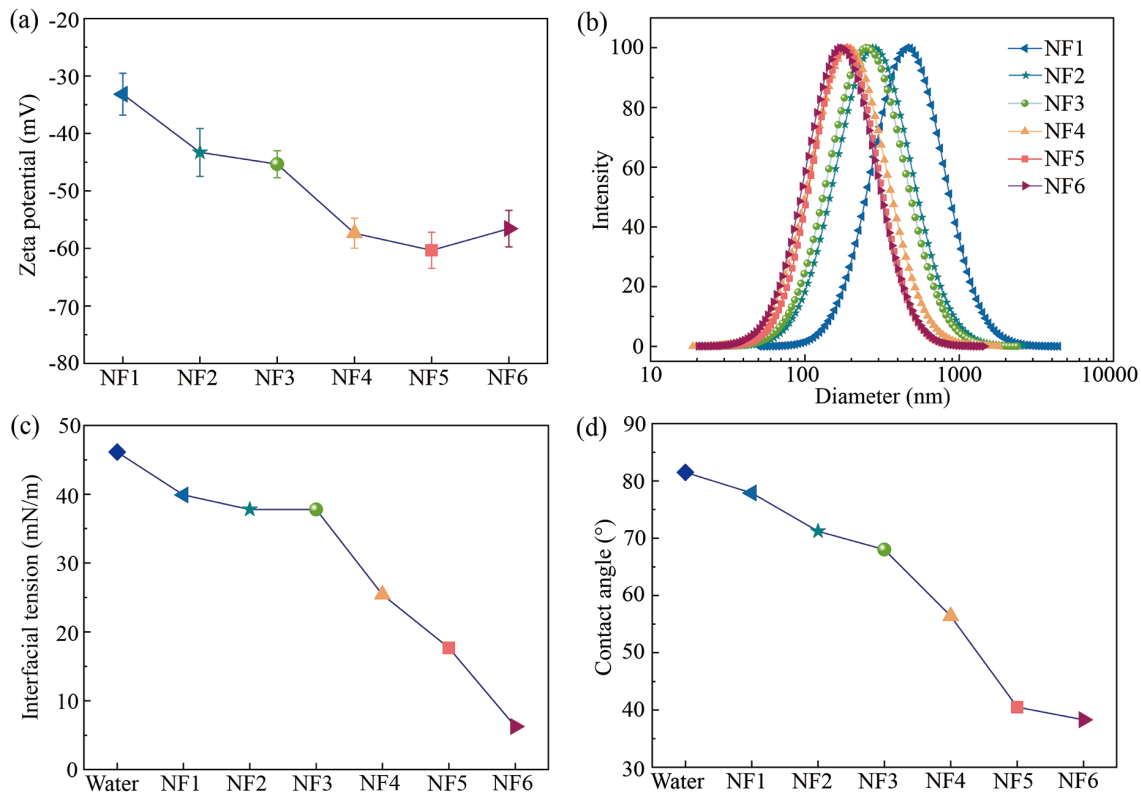 (a)
-20
-30
-40
-50
-60
-70
-80
Zeta potential (mV)
NF1 NF2 NF3 NF4 NF5 NF6
(b)
100
80
60
40
20
0
Intensity
NF1
NF2
NF3
NF4
NF5
NF6
10 100 1000 10000
Diameter (nm)
(c)
50
40
30
20
10
0
Interfacial tension (mN/m)
Water NF1 NF2 NF3 NF4 NF5 NF6
(d)
90
80
70
60
50
40
30
Contact angle (°)
Water NF1 NF2 NF3 NF4 NF5 NF6